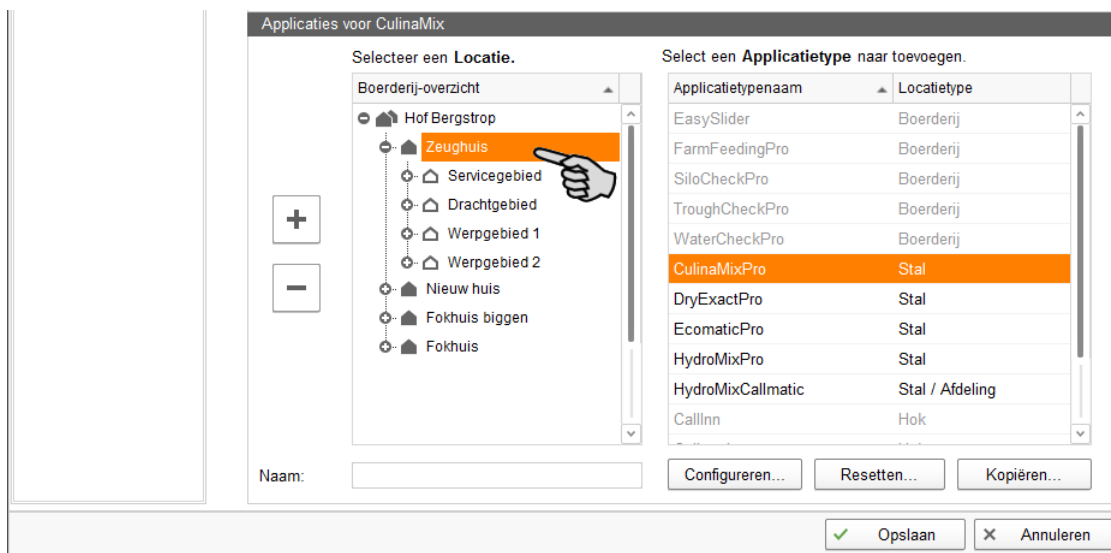 Applicaties voor CulinaMix
Selecteer een Locatie.
Boerderij-overzicht
Hof Bergstrop
Zeughuis
Servicegebied
Drachtgebied
Werpgebied 1
Werpgebied 2
Nieuw huis
Fokhuis biggen
Fokhuis
Select een Applicatietype naar toevoegen.
Applicatietypenaam Locatietype
EasySlider Boerderij
FarmFeedingPro Boerderij
SiloCheckPro Boerderij
TroughCheckPro Boerderij
WaterCheckPro Boerderij
CulinaMixPro Stal
DryExactPro Stal
EcomaticPro Stal
HydroMixPro Stal
HydroMixCallmatic Stal / Afdeling
CallInn Hok
Naam:
Configureren... Resetten... Kopiëren...
Opslaan Annuleren